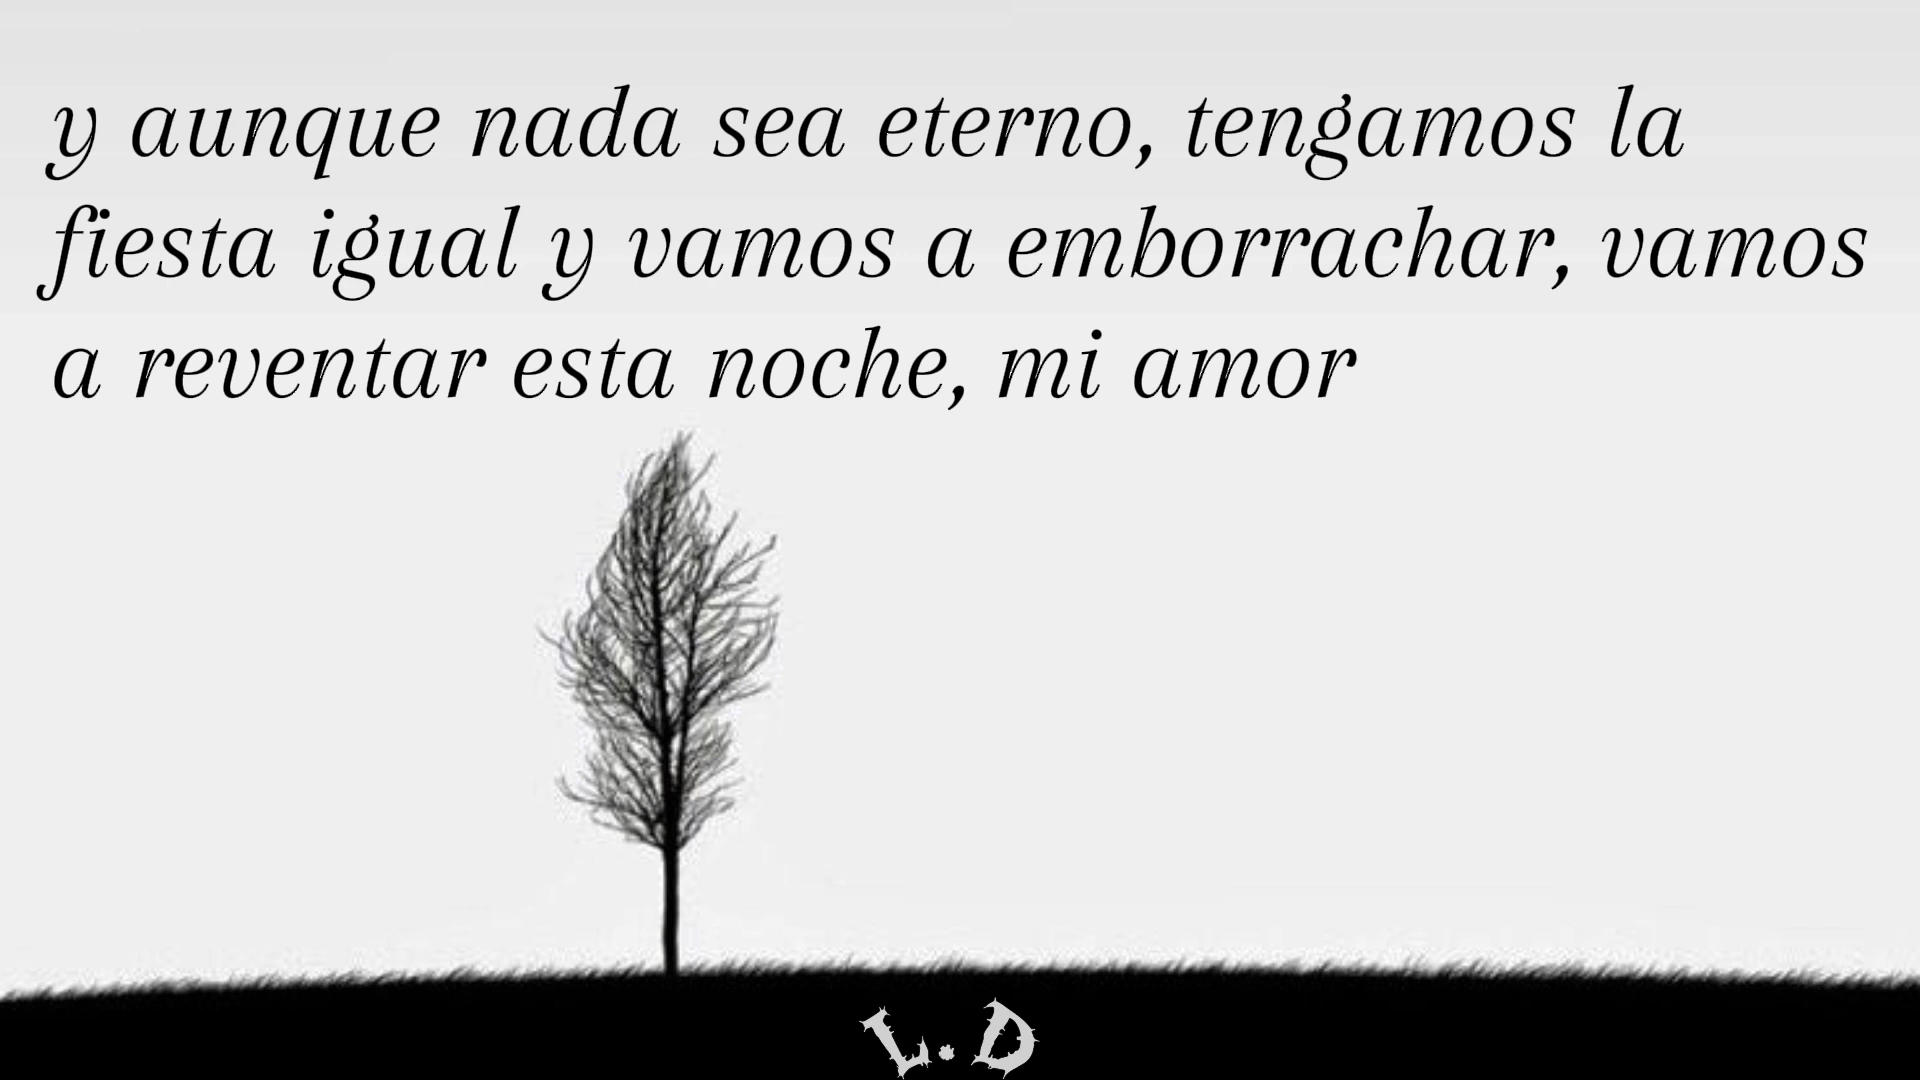 y aunque nada sea eterno, tengamos la
fiesta igual y vamos a emborrachar, vamos
a reventar esta noche, mi amor
L.D